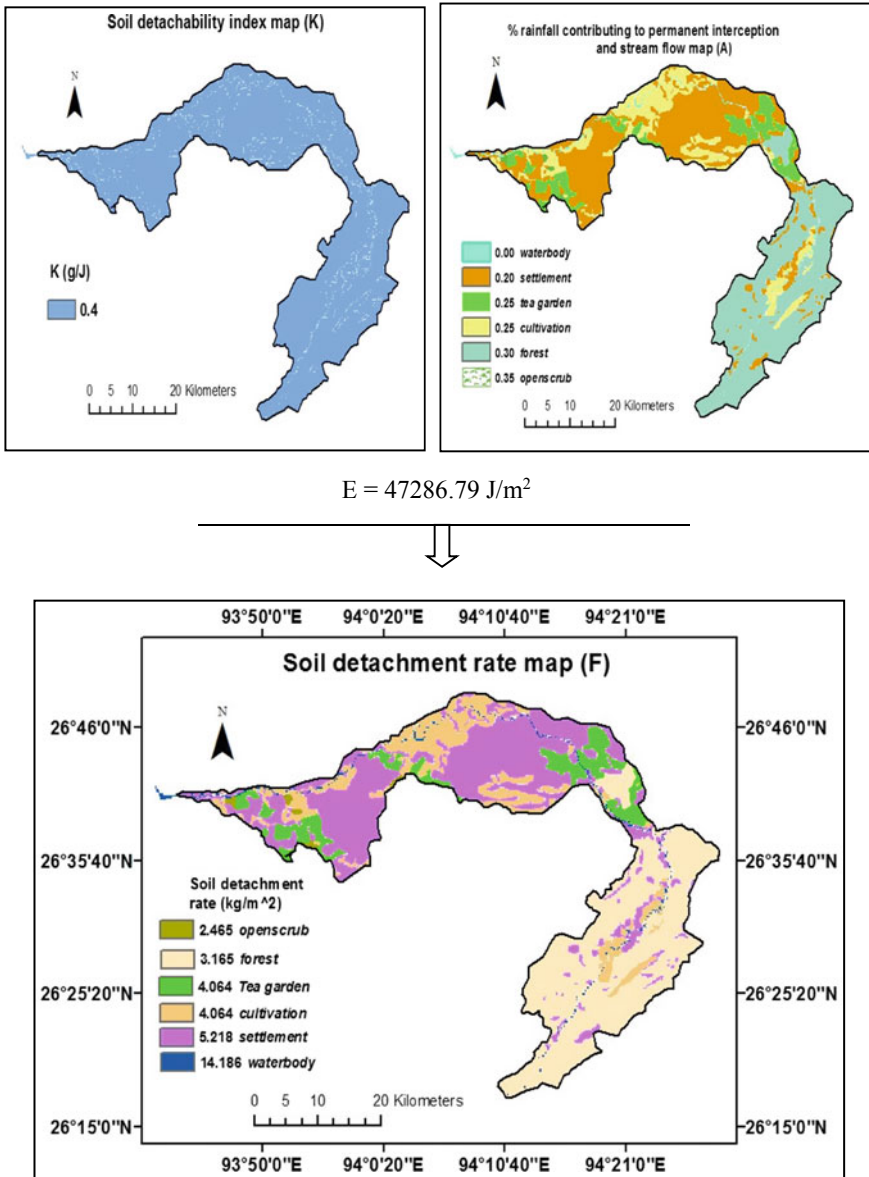 Soil detachability index map (K)
N
K (g/J)
0.4
0 5 10 20 Kilometers
% rainfall contributing to permanent interception
and stream flow map (A)
N
0.00 waterbody
0.20 settlement
0.25 tea garden
0.25 cultivation
0.30 forest
0.35 openscrub
0 5 10 20 Kilometers
E = 47286.79 J/m²
93°50'0"E 94°0'20"E 94°10'40"E 94°21'0"E
Soil detachment rate map (F)
N
26°46'0"N 26°46'0"N
26°35'40"N 26°35'40"N
Soil detachment
rate (kg/m ^2)
2.465 openscrub
3.165 forest
4.064 Tea garden
4.064 cultivation
5.218 settlement
14.186 waterbody
26°25'20"N 26°25'20"N
0 5 10 20 Kilometers
26°15'0"N 26°15'0"N
93°50'0"E 94°0'20"E 94°10'40"E 94°21'0"E